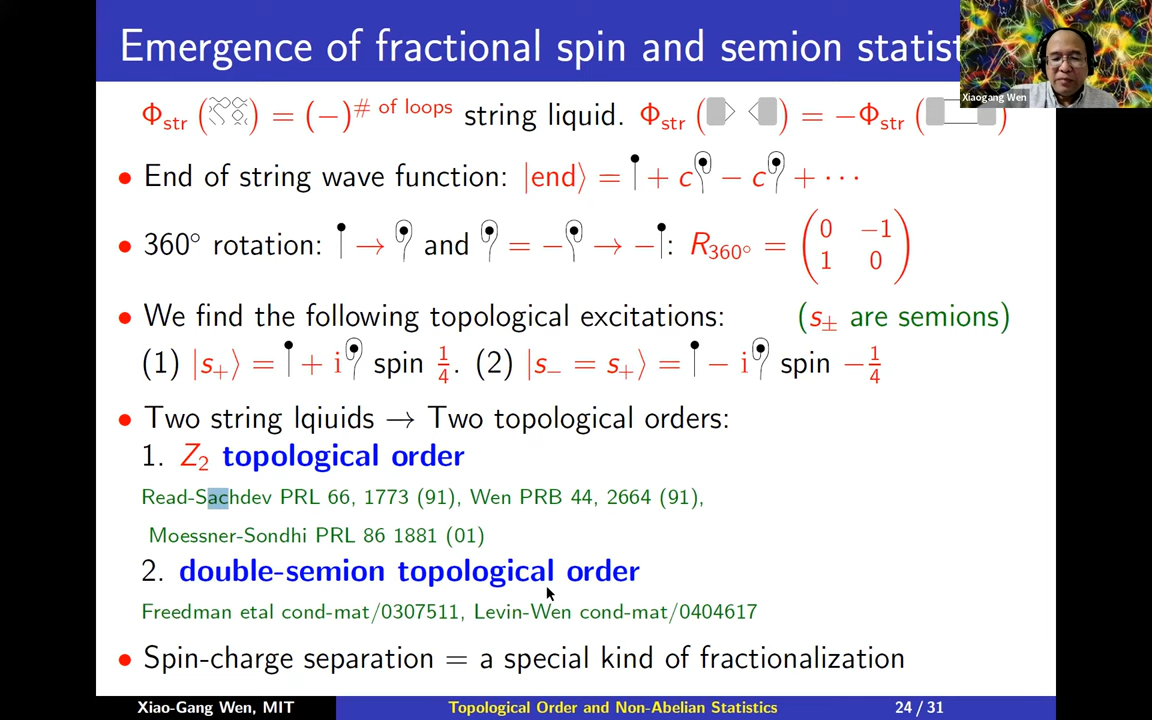 Emergence of fractional spin and semion statist
Xiaogang Wen
Φstr ( ) = (−)# of loops string liquid. Φstr ( ) = −Φstr ( )
• End of string wave function: |end⟩ = + c − c + ···
• 360° rotation: → and = − → − : R360° = (0 −1
1 0)
• We find the following topological excitations: (s± are semions)
(1) |s+⟩ = + i spin 1/4. (2) |s− = s+⟩ = − i spin −1/4
• Two string lqiuids → Two topological orders:
1. Z2 topological order
Read-Sachdev PRL 66, 1773 (91), Wen PRB 44, 2664 (91),
Moessner-Sondhi PRL 86 1881 (01)
2. double-semion topological order
Freedman etal cond-mat/0307511, Levin-Wen cond-mat/0404617
• Spin-charge separation = a special kind of fractionalization
Xiao-Gang Wen, MIT Topological Order and Non-Abelian Statistics 24 / 31